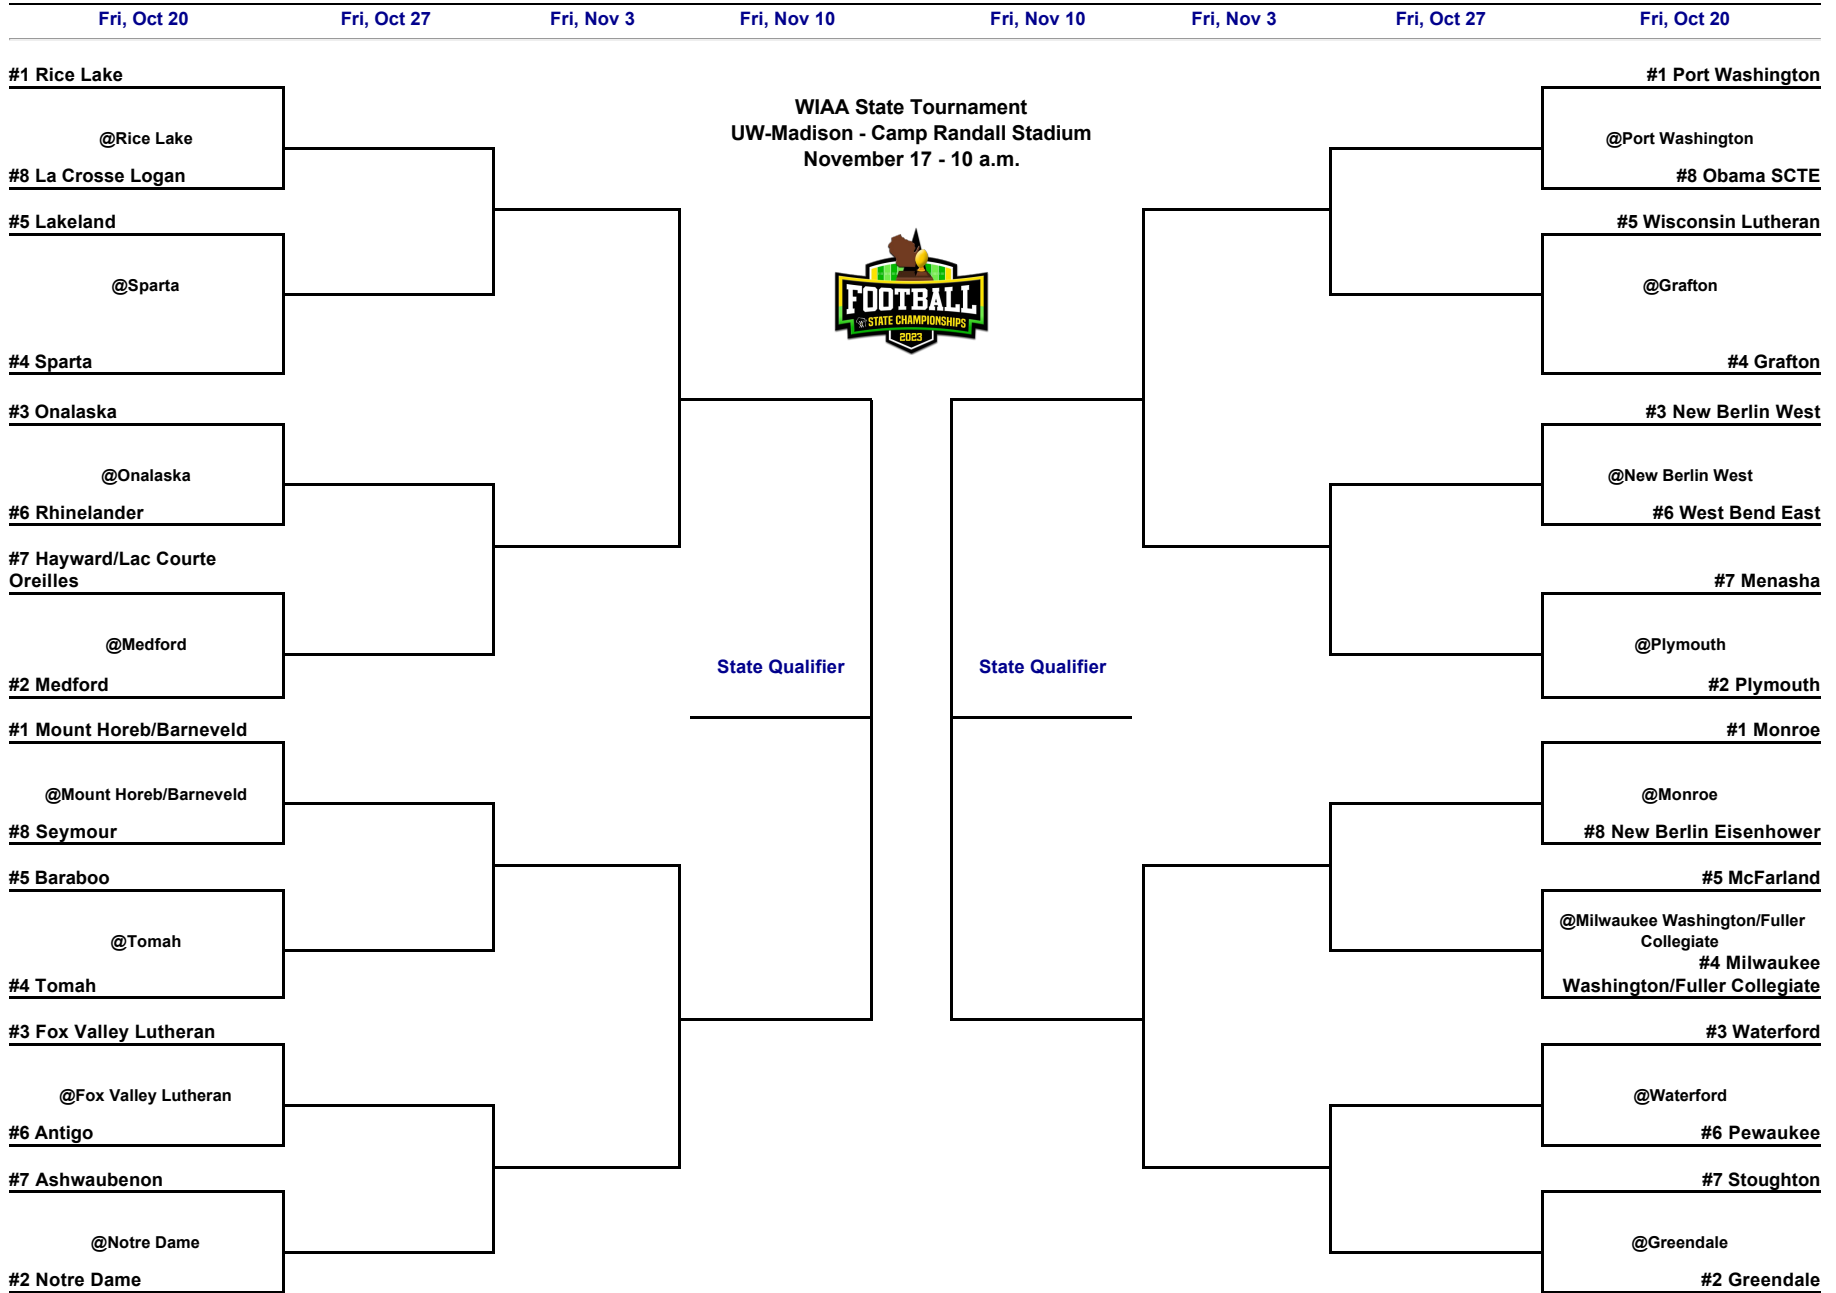 Fri, Oct 20
Fri, Oct 27
Fri, Nov 3
Fri, Nov 10
Fri, Nov 10
Fri, Nov 3
Fri, Oct 27
Fri, Oct 20
#1 Rice Lake
@Rice Lake
#8 La Crosse Logan
#5 Lakeland
@Sparta
#4 Sparta
#3 Onalaska
@Onalaska
#6 Rhinelander
#7 Hayward/Lac Courte
Oreilles
@Medford
#2 Medford
#1 Mount Horeb/Barneveld
@Mount Horeb/Barneveld
#8 Seymour
#5 Baraboo
@Tomah
#4 Tomah
#3 Fox Valley Lutheran
@Fox Valley Lutheran
#6 Antigo
#7 Ashwaubenon
@Notre Dame
#2 Notre Dame
WIAA State Tournament
UW-Madison - Camp Randall Stadium
November 17 - 10 a.m.
FOOTBALL
STATE CHAMPIONSHIPS
2023
State Qualifier
State Qualifier
#1 Port Washington
@Port Washington
#8 Obama SCTE
#5 Wisconsin Lutheran
@Grafton
#4 Grafton
#3 New Berlin West
@New Berlin West
#6 West Bend East
#7 Menasha
@Plymouth
#2 Plymouth
#1 Monroe
@Monroe
#8 New Berlin Eisenhower
#5 McFarland
@Milwaukee Washington/Fuller
Collegiate
#4 Milwaukee
Washington/Fuller Collegiate
#3 Waterford
@Waterford
#6 Pewaukee
#7 Stoughton
@Greendale
#2 Greendale